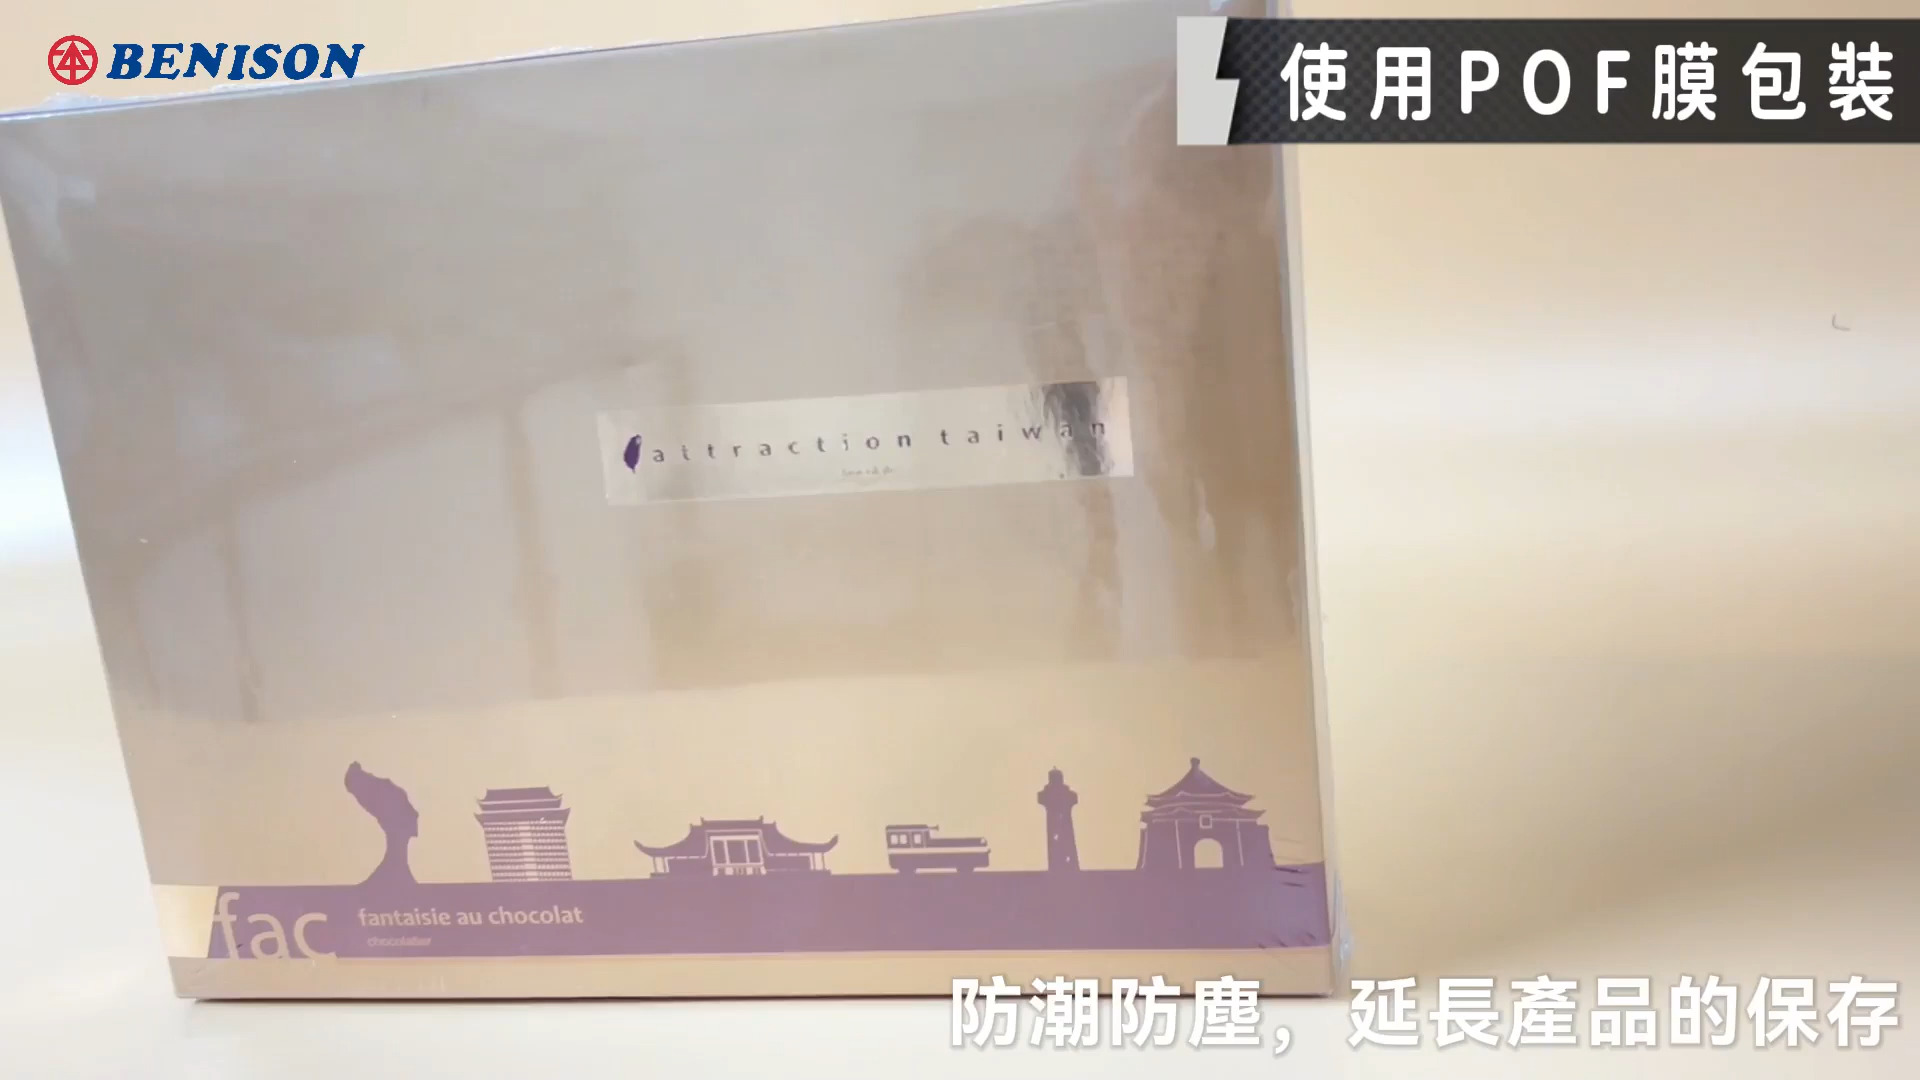 BENISON
使用POF膜包裝
attraction taiwan
fac
fantaisie au chocolat
chocolatier
防潮防塵，延長產品的保存